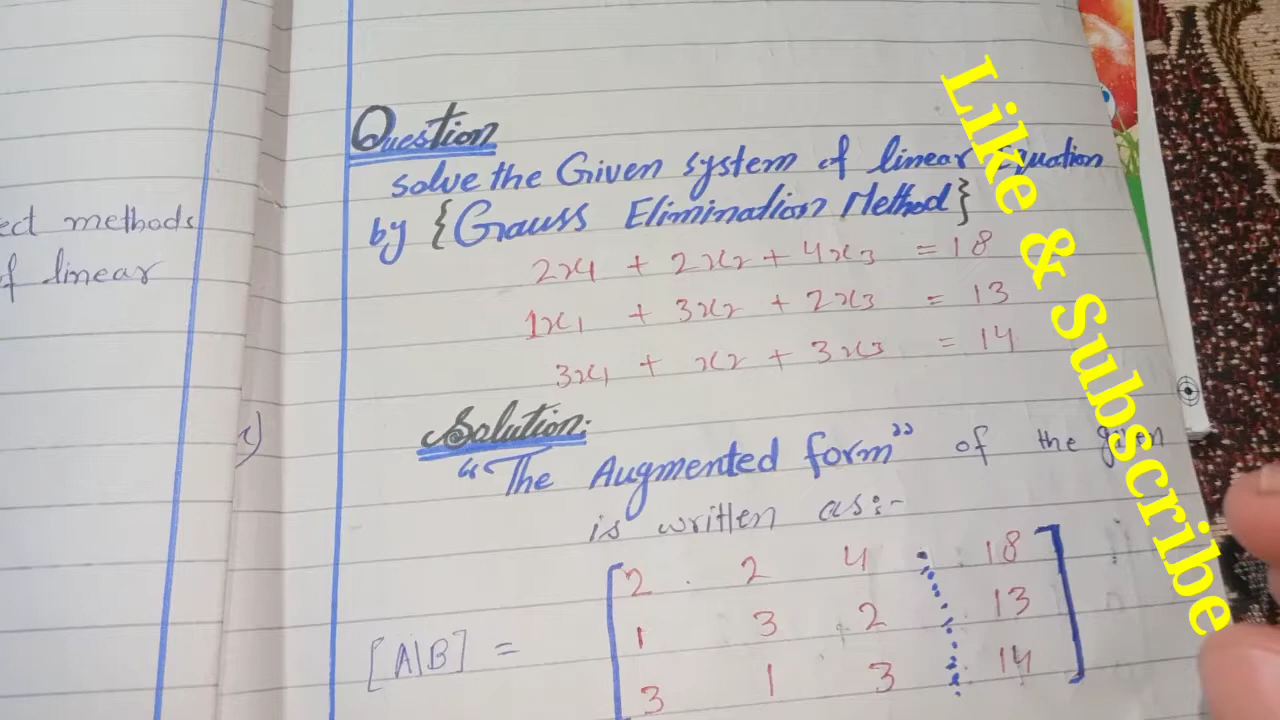 ect methods
f linear
Question
solve the Given system of linear Equation
by {Grauss Elimination Method}
2x1 + 2x2 + 4x3 = 18
1x1 + 3x2 + 2x3 = 13
3x1 + x2 + 3x3 = 14
Solution:
"The Augmented form" of the given
is written as:-
2 2 4 18
1 3 2 13
[A|B] =
3 1 3 14
Like & Subscribe